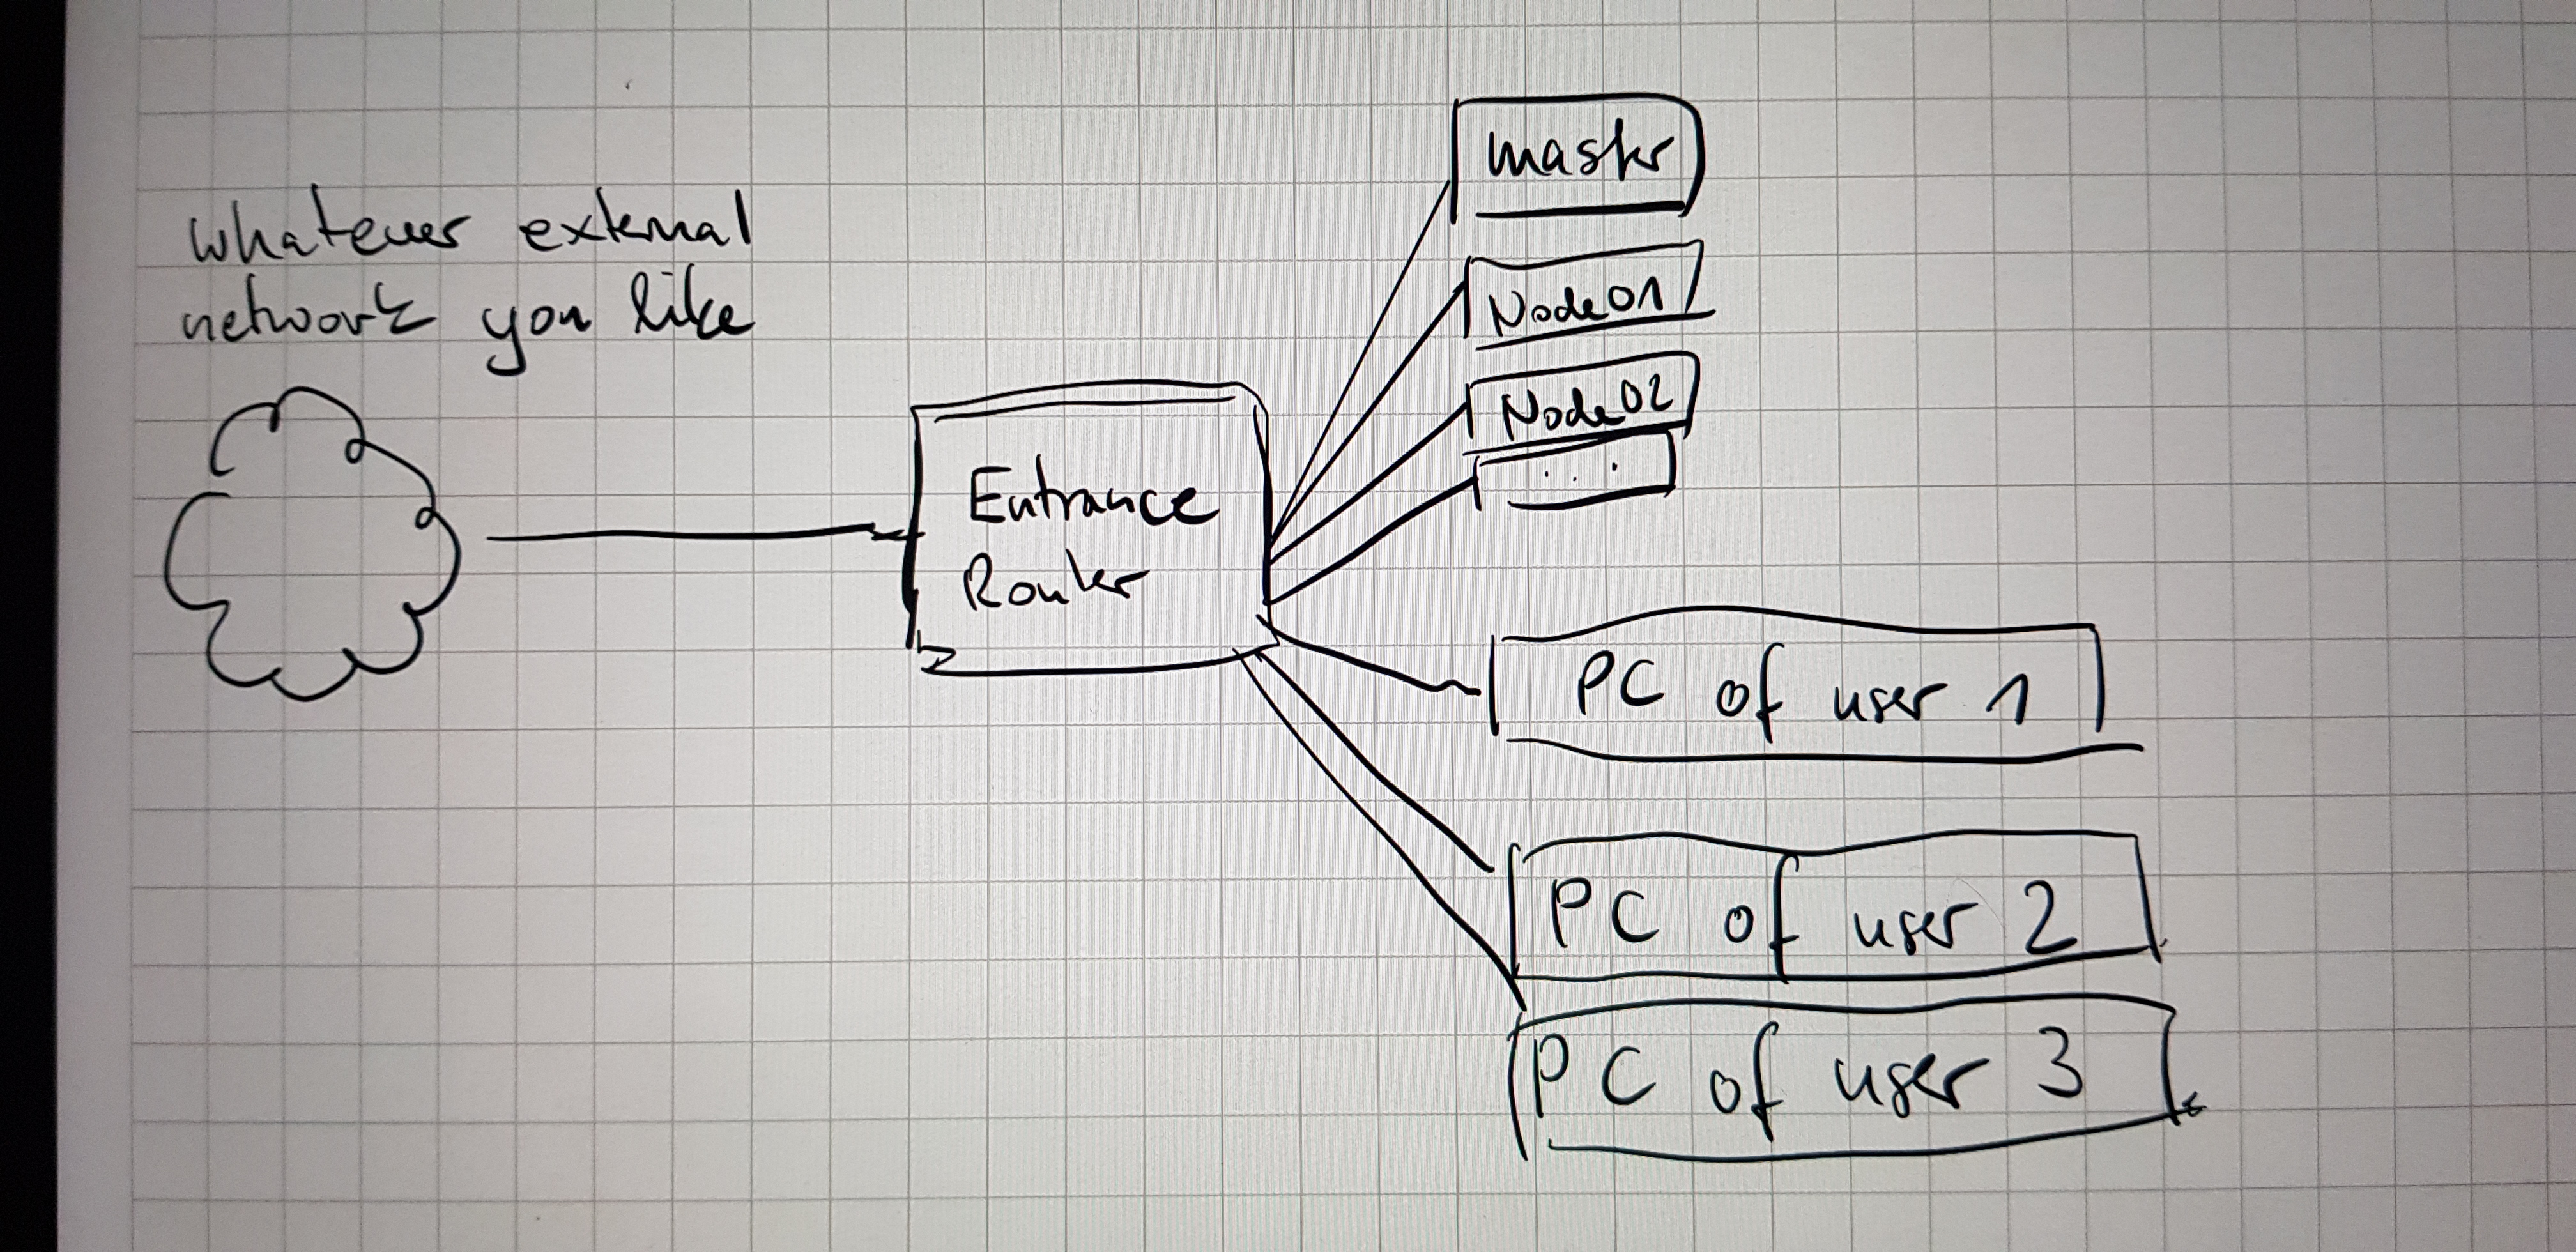 whatever external
network you like
master
Node01
Node02
...
Entrance
Router
PC of user 1
PC of user 2
PC of user 3